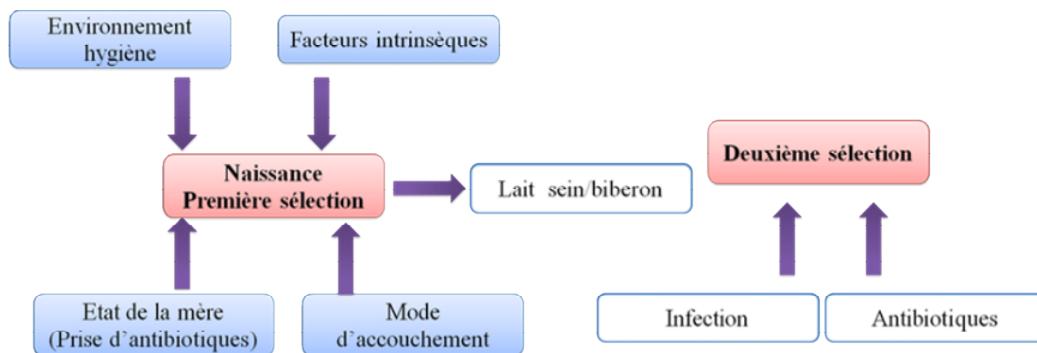 Environnement
hygiène
Facteurs intrinsèques
Naissance
Première sélection
Lait sein/biberon
Deuxième sélection
Etat de la mère
(Prise d'antibiotiques)
Mode
d'accouchement
Infection
Antibiotiques